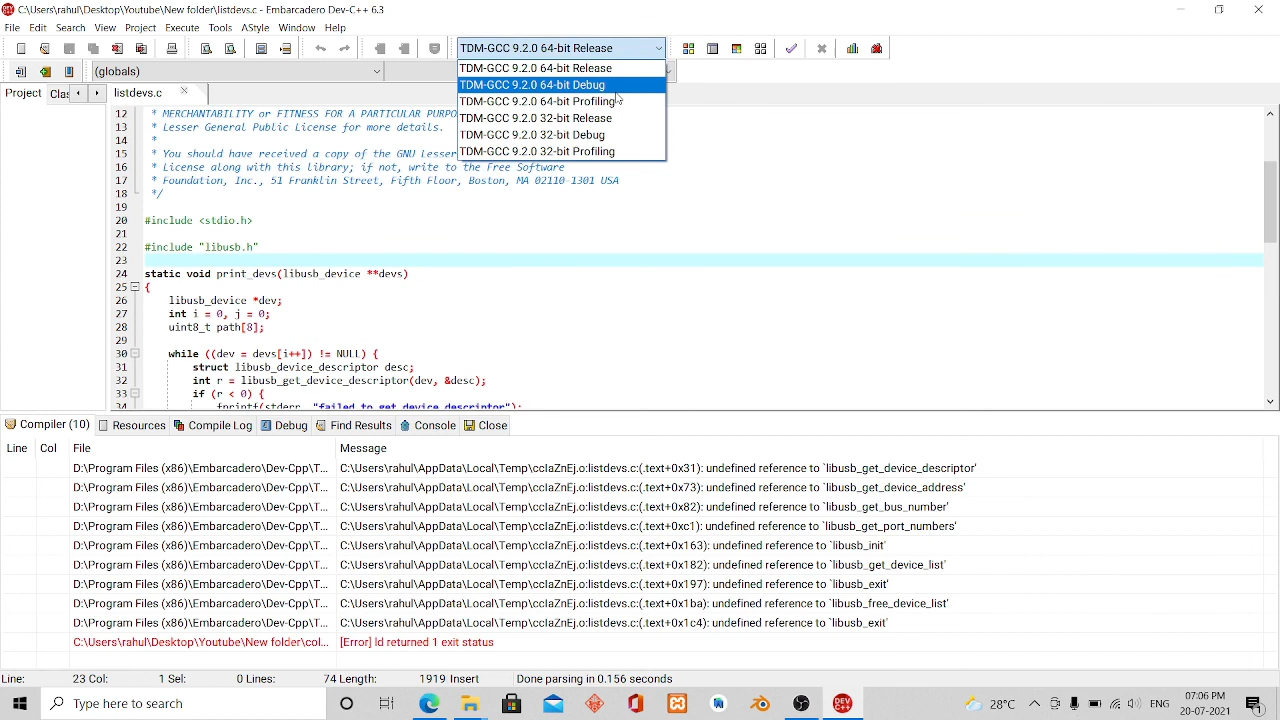 C:\Users\rahul\Desktop\Youtube\New folder\listdevs.c - Embarcadero Dev-C++ 6.3
File Edit Search View Project Execute Tools AStyle Window Help
TDM-GCC 9.2.0 64-bit Release
(globals)
TDM-GCC 9.2.0 64-bit Release
TDM-GCC 9.2.0 64-bit Debug
TDM-GCC 9.2.0 64-bit Profiling
TDM-GCC 9.2.0 32-bit Release
TDM-GCC 9.2.0 32-bit Debug
TDM-GCC 9.2.0 32-bit Profiling
Project Clas listdevs.c
12 * MERCHANTABILITY or FITNESS FOR A PARTICULAR PURPO
13 * Lesser General Public License for more details.
14 *
15 * You should have received a copy of the GNU Lesser
16 * License along with this library; if not, write to the Free Software
17 * Foundation, Inc., 51 Franklin Street, Fifth Floor, Boston, MA 02110-1301 USA
18 */
19
20 #include <stdio.h>
21
22 #include "libusb.h"
23
24 static void print_devs(libusb_device **devs)
25 {
26 libusb_device *dev;
27 int i = 0, j = 0;
28 uint8_t path[8];
29
30 while ((dev = devs[i++]) != NULL) {
31 struct libusb_device_descriptor desc;
32 int r = libusb_get_device_descriptor(dev, &desc);
33 if (r < 0) {
34 fprintf(stderr, "failed to get device descriptor");
Compiler (10) Resources Compile Log Debug Find Results Console Close
Line Col File Message
D:\Program Files (x86)\Embarcadero\Dev-Cpp\T... C:\Users\rahul\AppData\Local\Temp\ccIaZnEj.o:listdevs.c:(.text+0x31): undefined reference to `libusb_get_device_descriptor'
D:\Program Files (x86)\Embarcadero\Dev-Cpp\T... C:\Users\rahul\AppData\Local\Temp\ccIaZnEj.o:listdevs.c:(.text+0x73): undefined reference to `libusb_get_device_address'
D:\Program Files (x86)\Embarcadero\Dev-Cpp\T... C:\Users\rahul\AppData\Local\Temp\ccIaZnEj.o:listdevs.c:(.text+0x82): undefined reference to `libusb_get_bus_number'
D:\Program Files (x86)\Embarcadero\Dev-Cpp\T... C:\Users\rahul\AppData\Local\Temp\ccIaZnEj.o:listdevs.c:(.text+0xc1): undefined reference to `libusb_get_port_numbers'
D:\Program Files (x86)\Embarcadero\Dev-Cpp\T... C:\Users\rahul\AppData\Local\Temp\ccIaZnEj.o:listdevs.c:(.text+0x163): undefined reference to `libusb_init'
D:\Program Files (x86)\Embarcadero\Dev-Cpp\T... C:\Users\rahul\AppData\Local\Temp\ccIaZnEj.o:listdevs.c:(.text+0x182): undefined reference to `libusb_get_device_list'
D:\Program Files (x86)\Embarcadero\Dev-Cpp\T... C:\Users\rahul\AppData\Local\Temp\ccIaZnEj.o:listdevs.c:(.text+0x197): undefined reference to `libusb_exit'
D:\Program Files (x86)\Embarcadero\Dev-Cpp\T... C:\Users\rahul\AppData\Local\Temp\ccIaZnEj.o:listdevs.c:(.text+0x1ba): undefined reference to `libusb_free_device_list'
D:\Program Files (x86)\Embarcadero\Dev-Cpp\T... C:\Users\rahul\AppData\Local\Temp\ccIaZnEj.o:listdevs.c:(.text+0x1c4): undefined reference to `libusb_exit'
C:\Users\rahul\Desktop\Youtube\New folder\col... [Error] ld returned 1 exit status
Line: 23 Col: 1 Sel: 0 Lines: 74 Length: 1919 Insert Done parsing in 0.156 seconds
Type here to search 28°C ENG 07:06 PM
20-07-2021 1